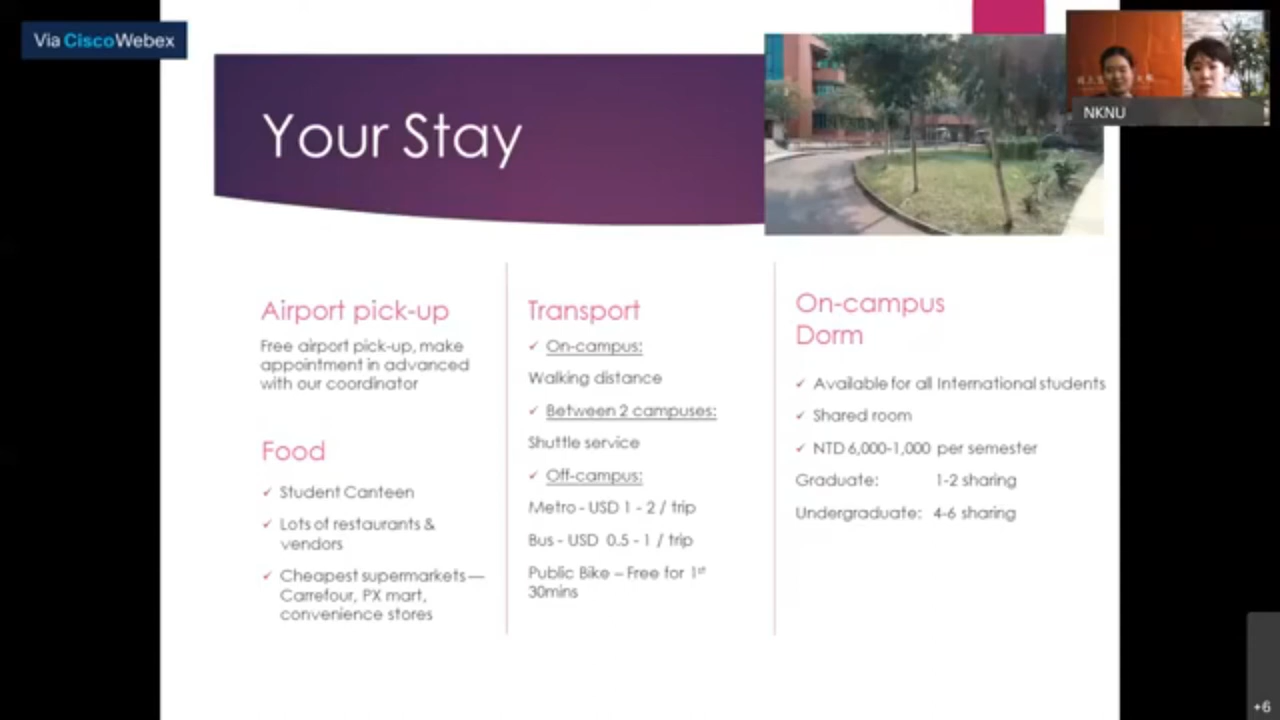 Via Cisco Webex
NKNU
Your Stay
Airport pick-up
Free airport pick-up, make
appointment in advanced
with our coordinator
Food
✓ Student Canteen
✓ Lots of restaurants &
vendors
✓ Cheapest supermarkets —
Carrefour, PX mart,
convenience stores
Transport
✓ On-campus:
Walking distance
✓ Between 2 campuses:
Shuttle service
✓ Off-campus:
Metro - USD 1 - 2 / trip
Bus - USD 0.5 - 1 / trip
Public Bike – Free for 1st
30mins
On-campus
Dorm
✓ Available for all International students
✓ Shared room
✓ NTD 6,000-1,000 per semester
Graduate: 1-2 sharing
Undergraduate: 4-6 sharing
+6